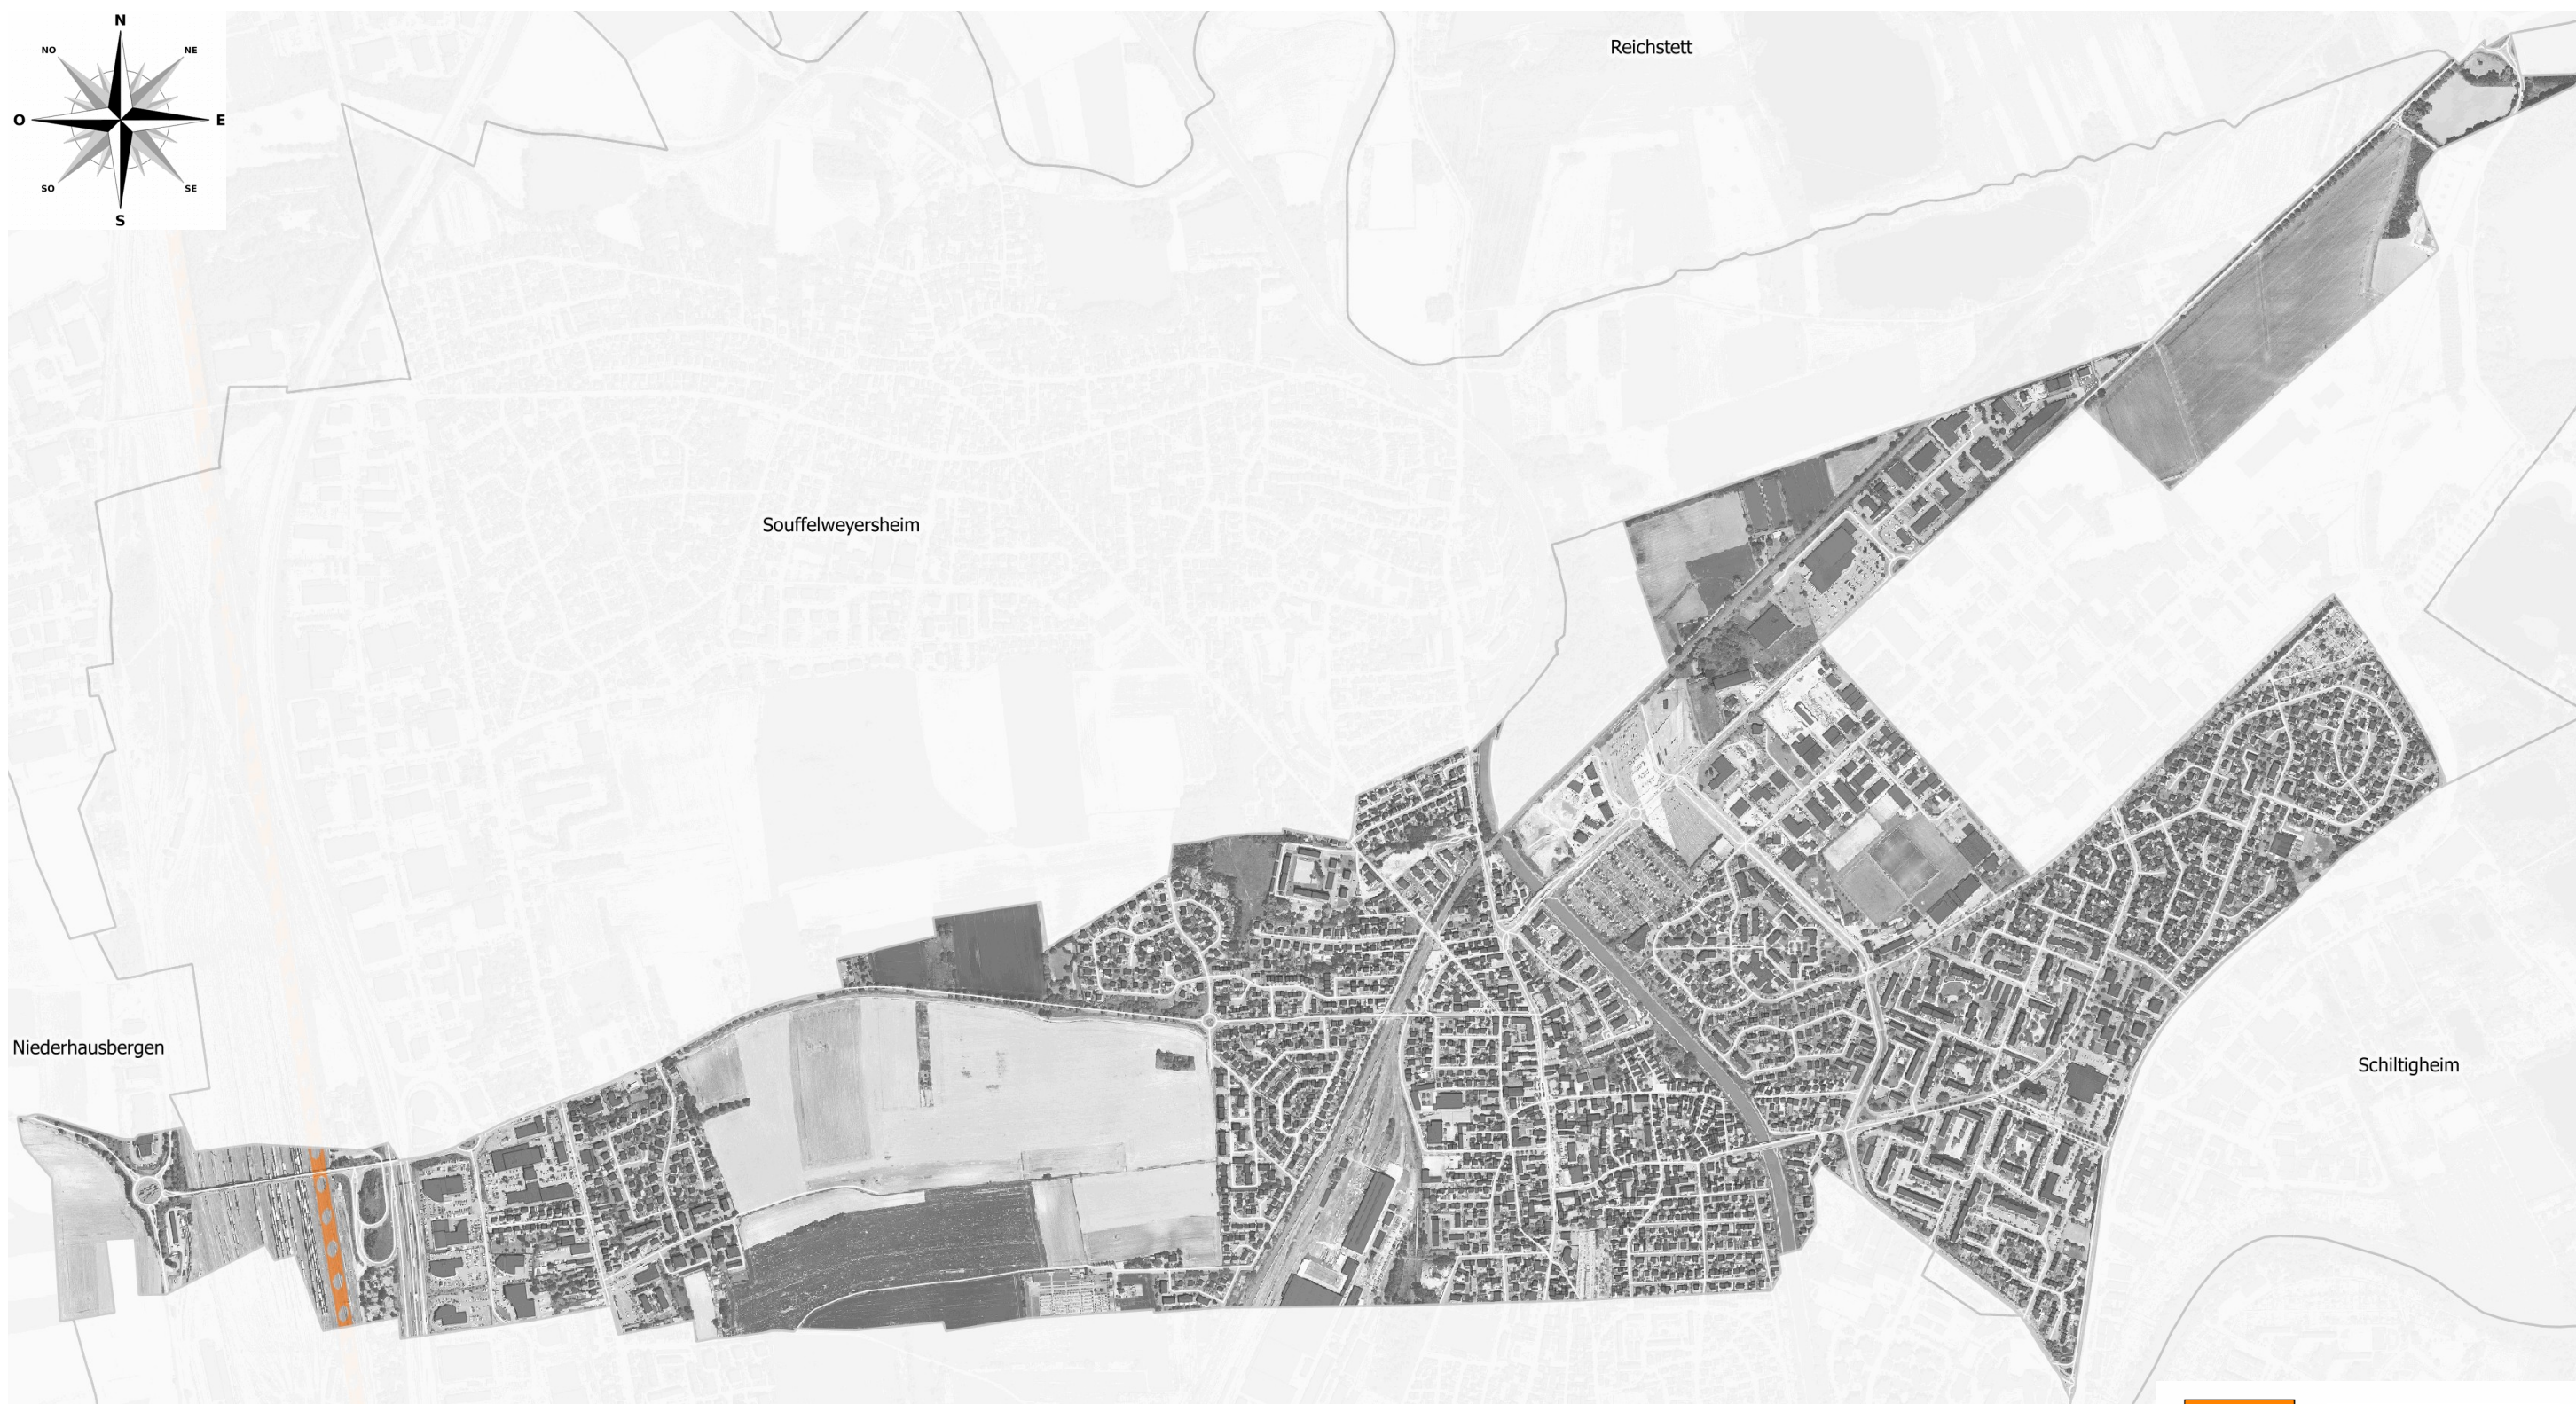 N
NO NE
O E
SO SE
S
Reichstett
Souffelweyersheim
Niederhausbergen
Schiltigheim